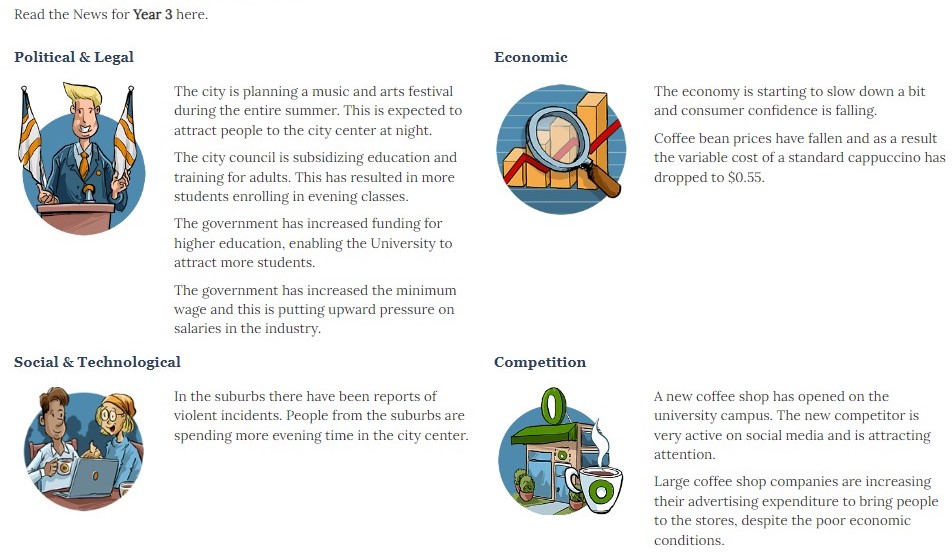 Read the News for Year 3 here.
Political & Legal
The city is planning a music and arts festival
during the entire summer. This is expected to
attract people to the city center at night.
The city council is subsidizing education and
training for adults. This has resulted in more
students enrolling in evening classes.
The government has increased funding for
higher education, enabling the University to
attract more students.
The government has increased the minimum
wage and this is putting upward pressure on
salaries in the industry.
Economic
The economy is starting to slow down a bit
and consumer confidence is falling.
Coffee bean prices have fallen and as a result
the variable cost of a standard cappuccino has
dropped to $0.55.
Social & Technological
In the suburbs there have been reports of
violent incidents. People from the suburbs are
spending more evening time in the city center.
Competition
A new coffee shop has opened on the
university campus. The new competitor is
very active on social media and is attracting
attention.
Large coffee shop companies are increasing
their advertising expenditure to bring people
to the stores, despite the poor economic
conditions.